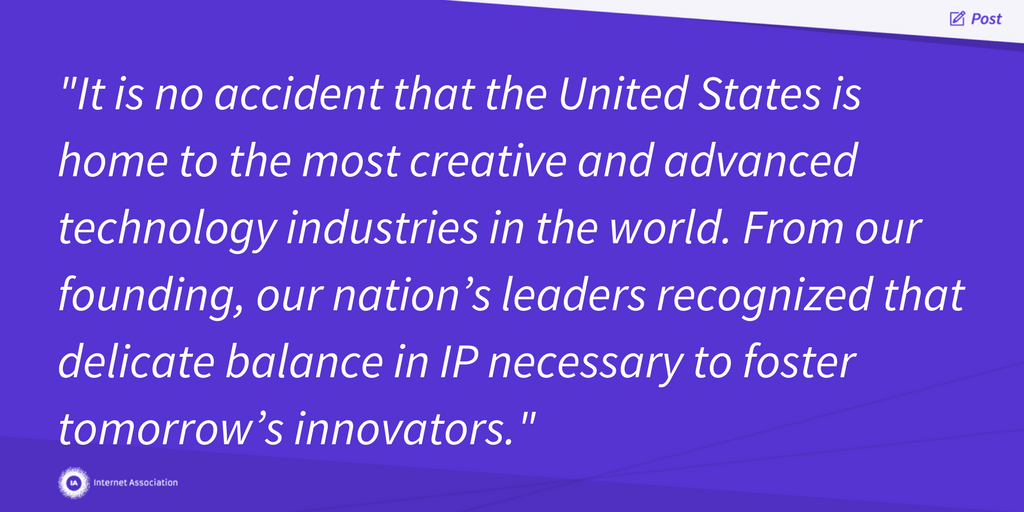 Post
"It is no accident that the United States is
home to the most creative and advanced
technology industries in the world. From our
founding, our nation’s leaders recognized that
delicate balance in IP necessary to foster
tomorrow’s innovators."
IA
Internet Association